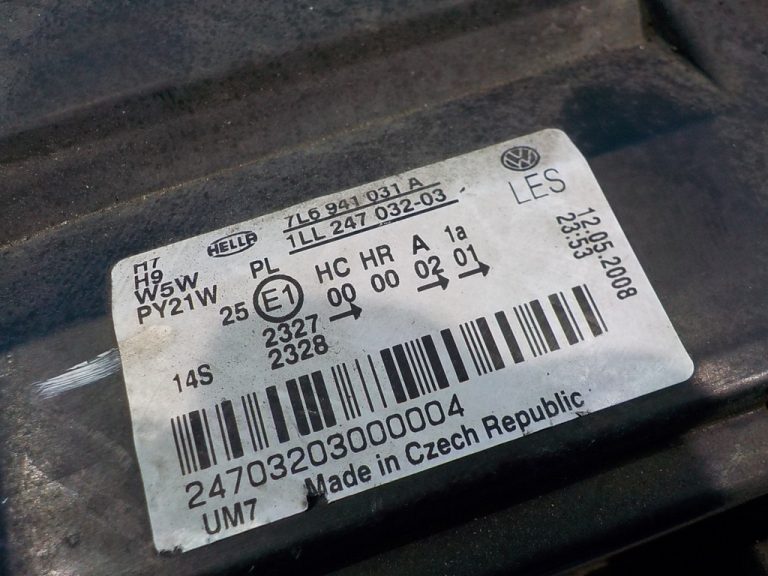 7L6 941 031 A
1LL 247 032-03
HELLA
LES
H7
H9
W5W
PY21W
PL HC HR A 1a
25 E1 00 00 02 01
2327
2328
14S
12.05.2008
23:53
24703203000004
UM7 Made in Czech Republic